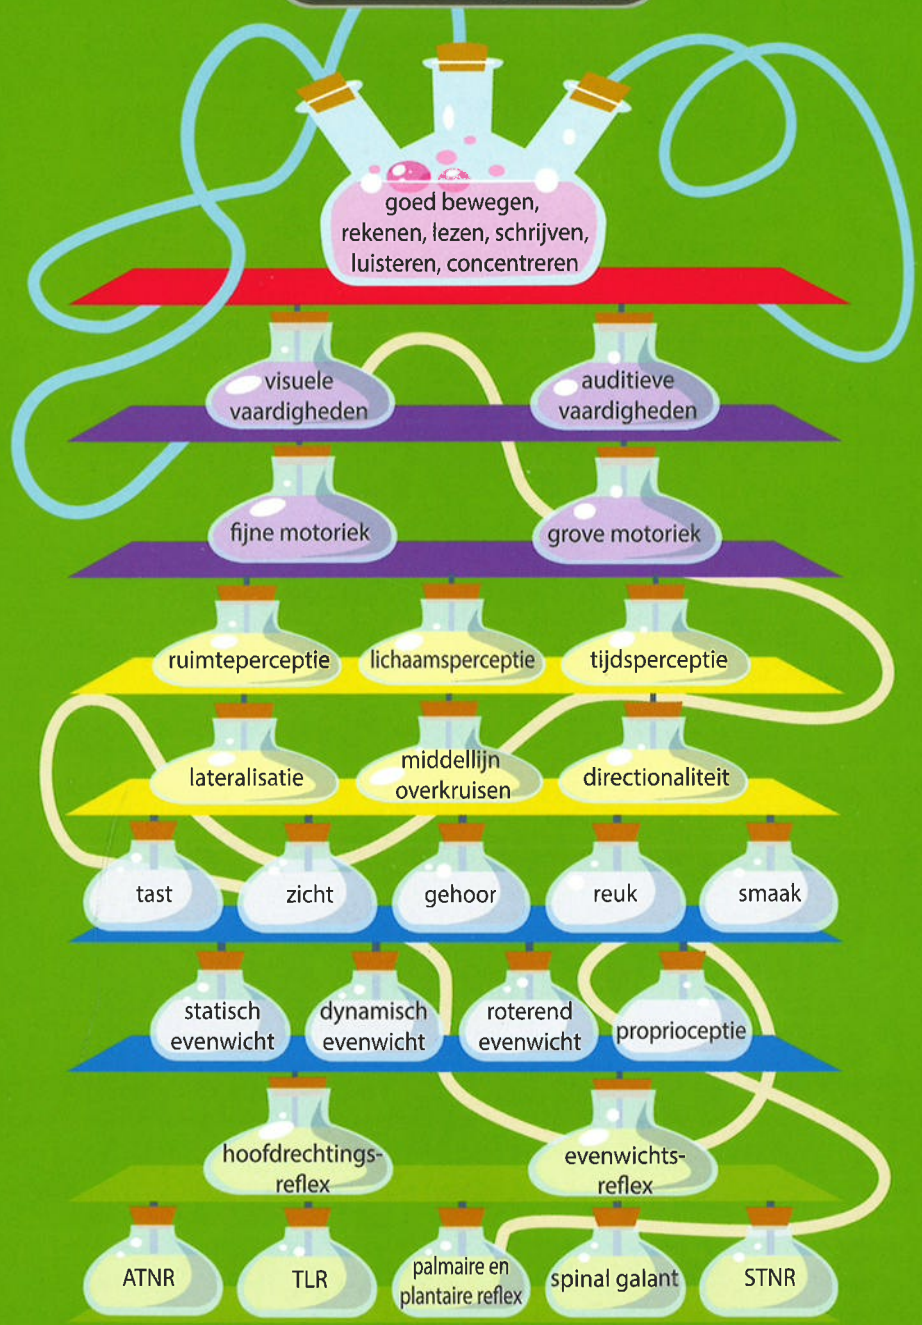 goed bewegen,
rekenen, lezen, schrijven,
luisteren, concentreren
visuele
vaardigheden
auditieve
vaardigheden
fijne motoriek
grove motoriek
ruimteperceptie
lichaamsperceptie
tijdsperceptie
lateralisatie
middellijn
overkruisen
directionaliteit
tast
zicht
gehoor
reuk
smaak
statisch
evenwicht
dynamisch
evenwicht
roterend
evenwicht
proprioceptie
hoofdrechtings-
reflex
evenwichts-
reflex
ATNR
TLR
palmaire en
plantaire reflex
spinal galant
STNR